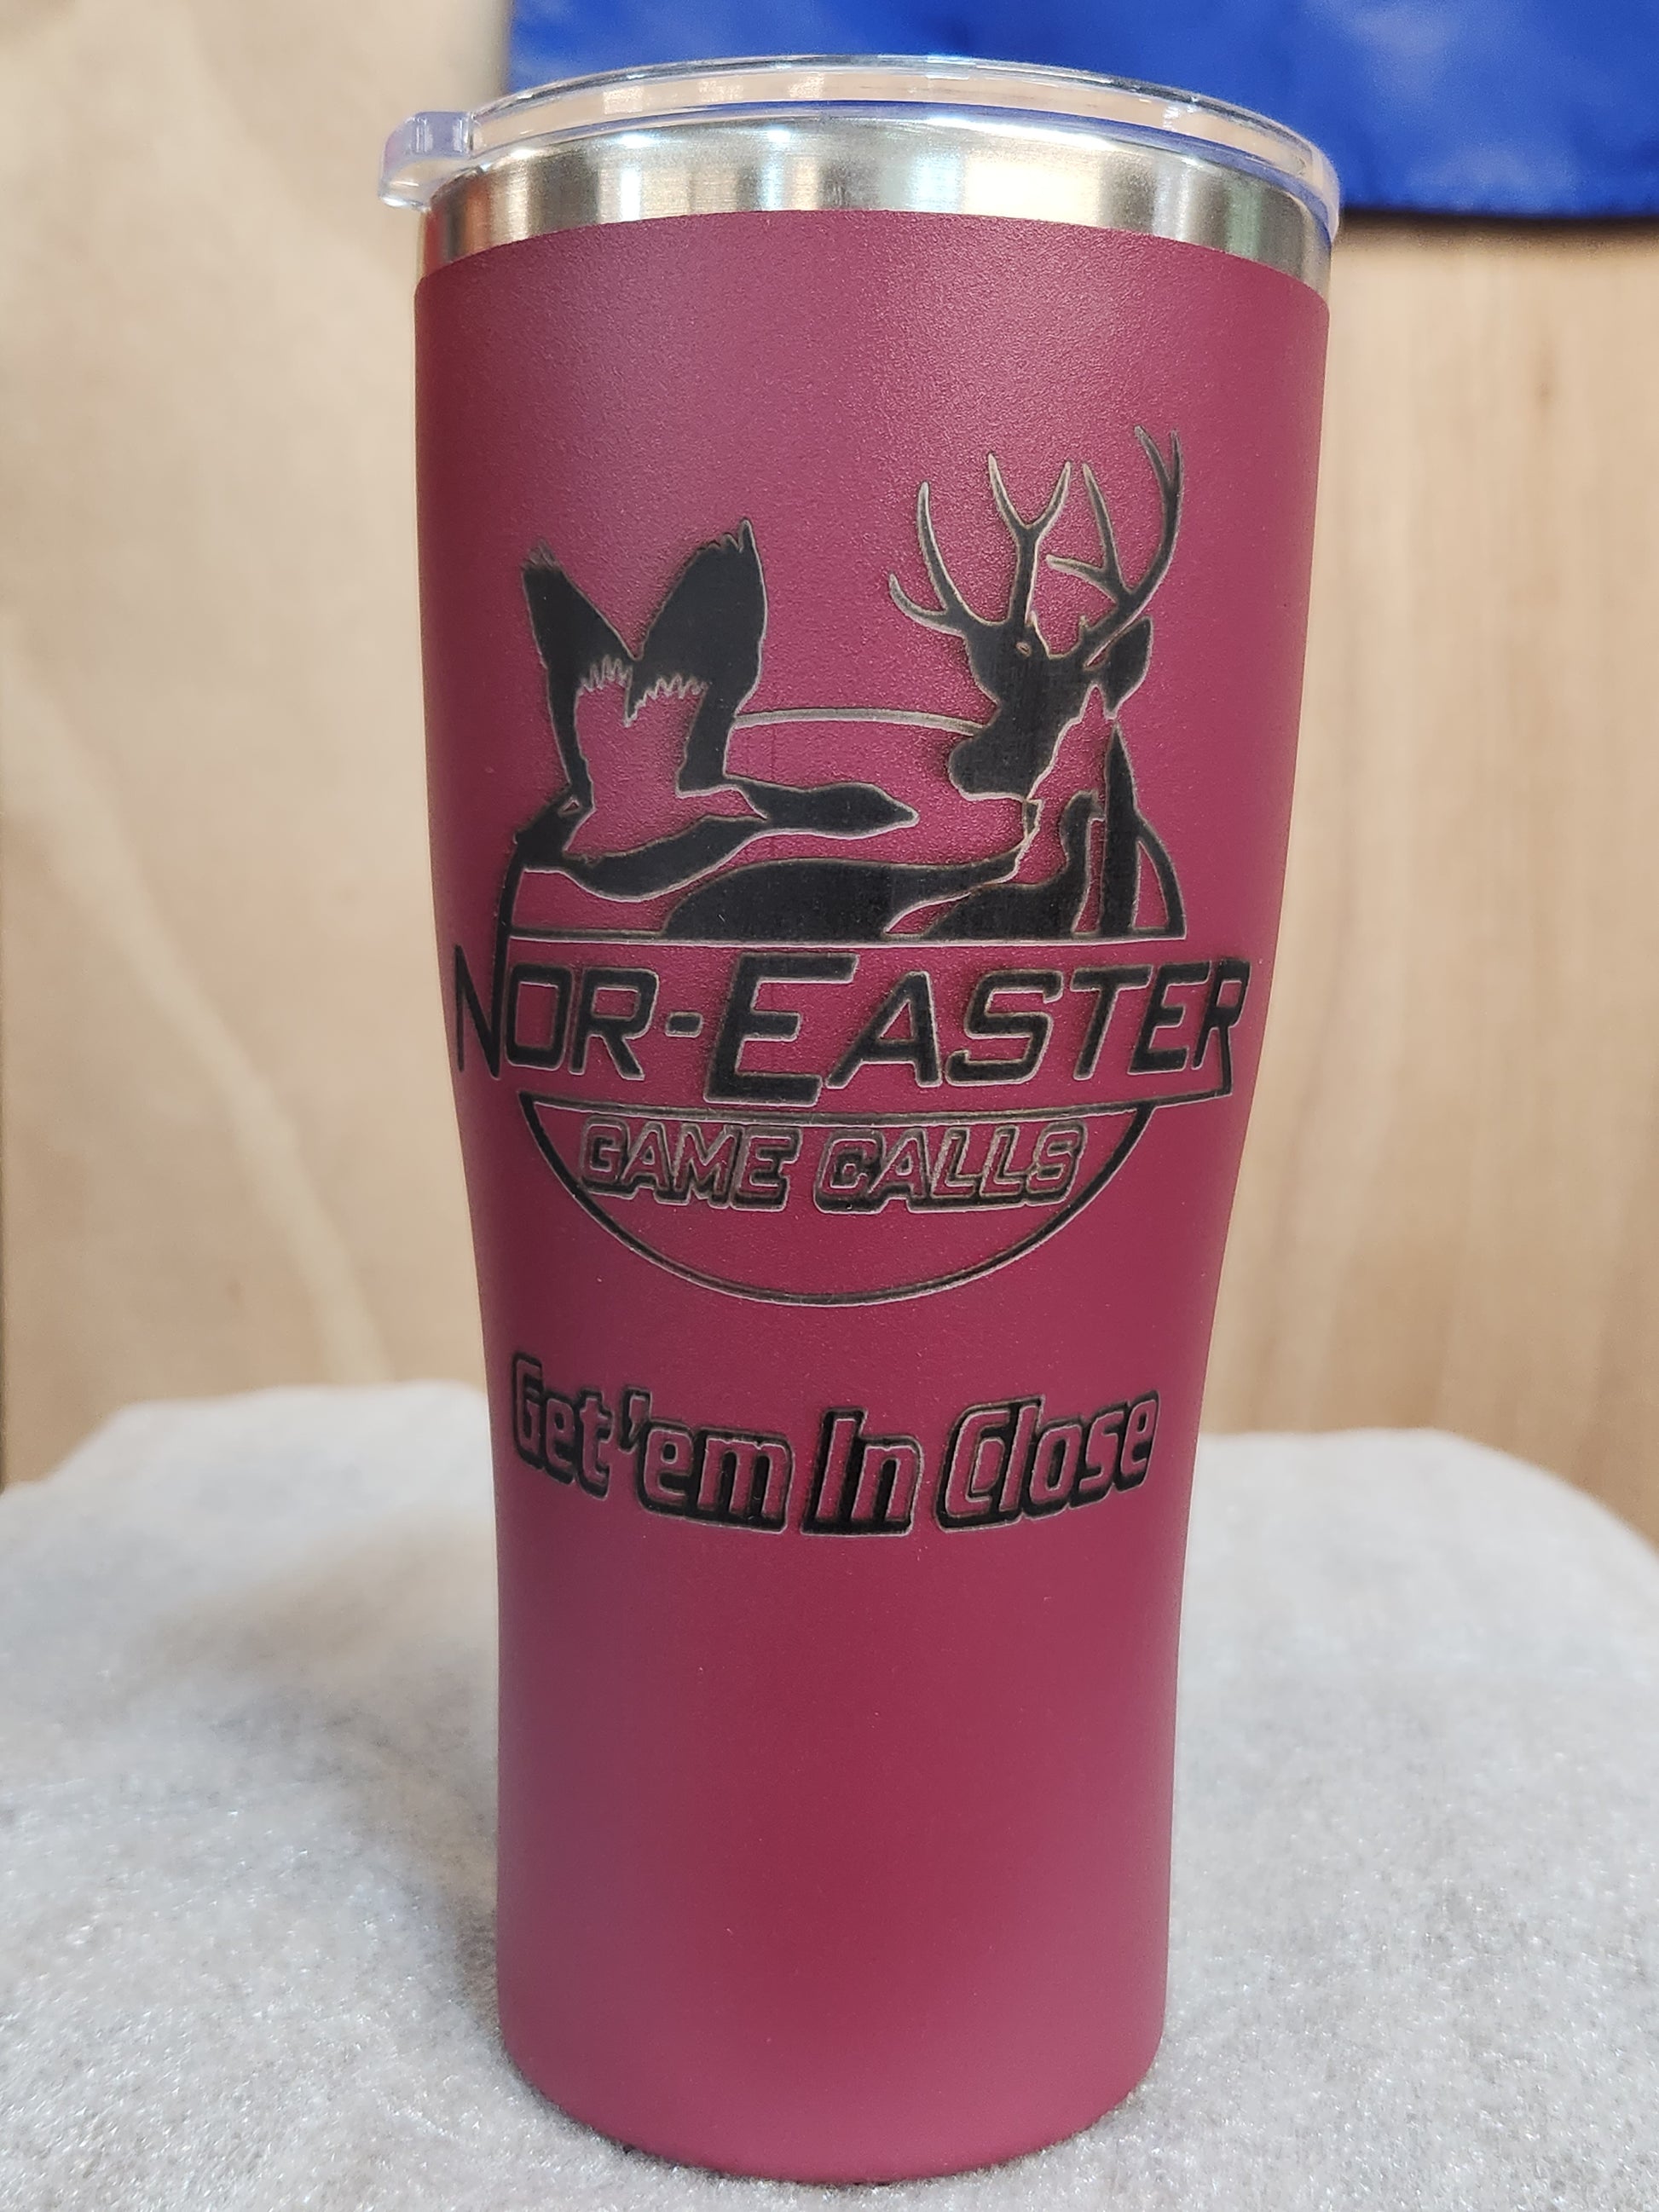 NOR-EASTER
GAME CALLS
Get'em In Close